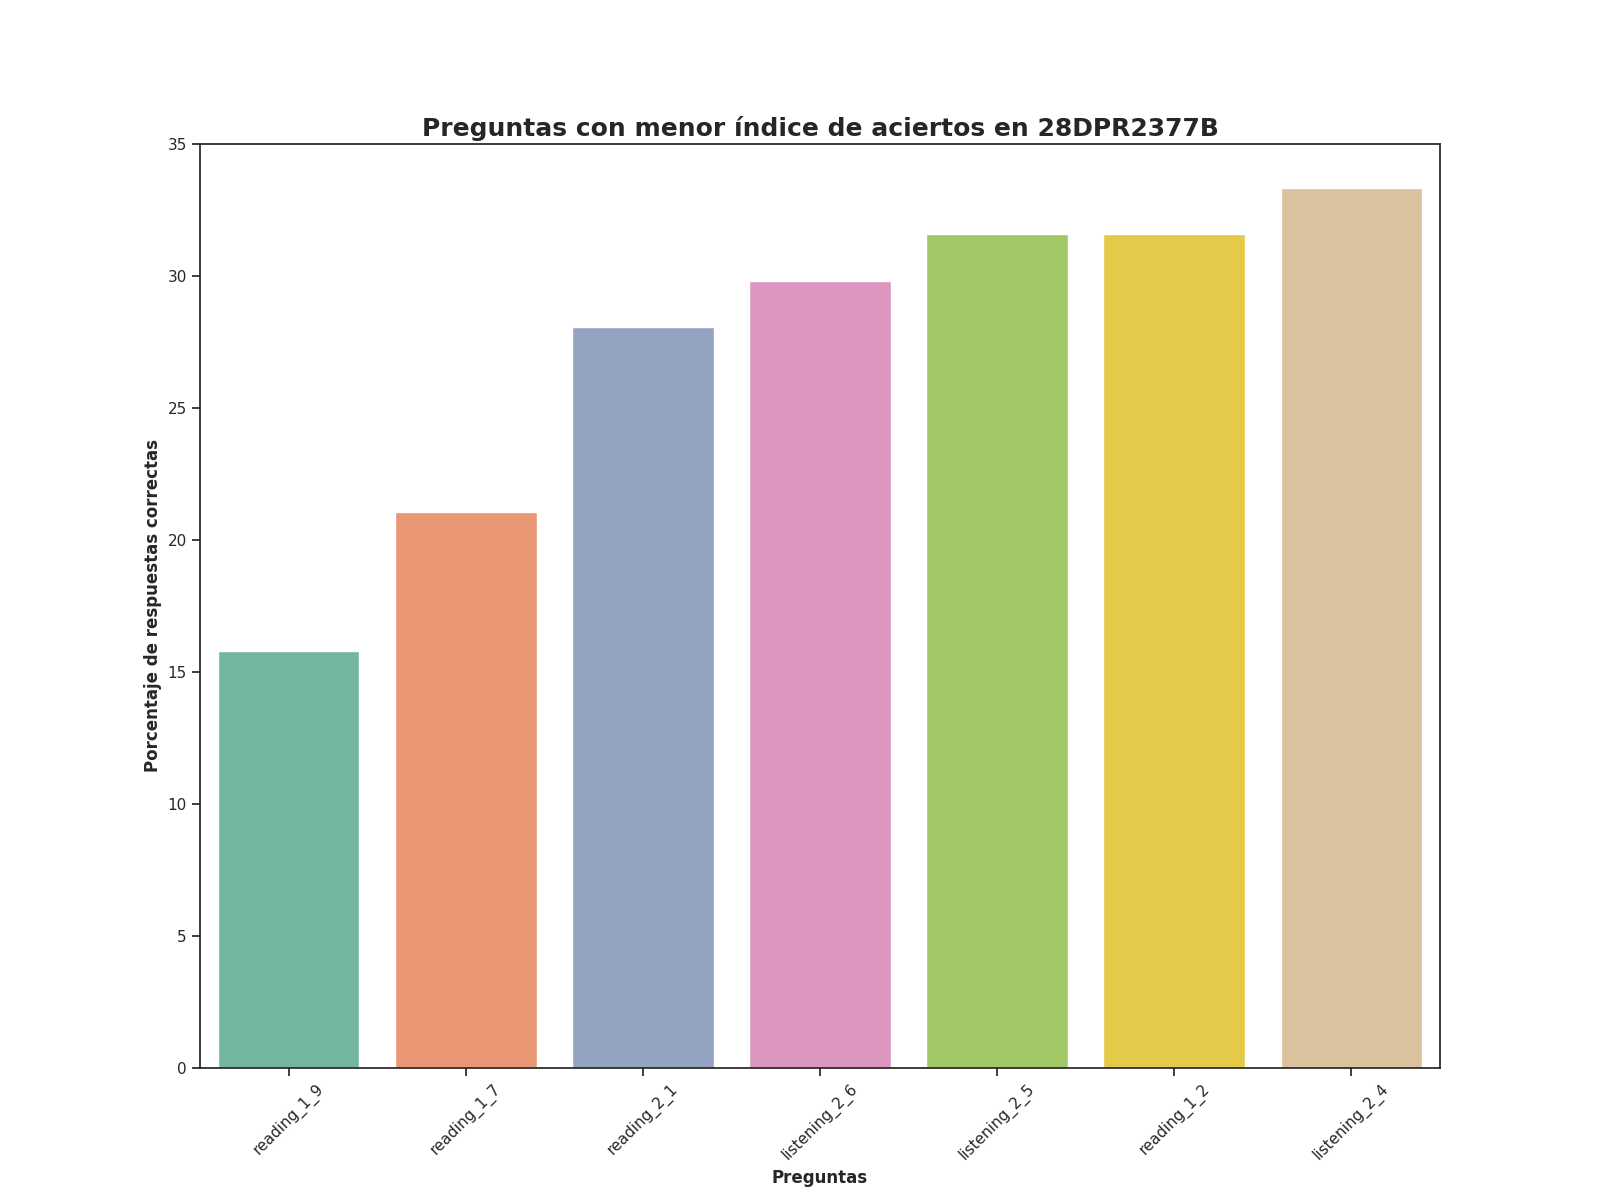 Preguntas con menor índice de aciertos en 28DPR2377B
35
30
25
20
15
10
5
0
Porcentaje de respuestas correctas
reading_1_9
reading_1_7
reading_2_1
listening_2_6
listening_2_5
reading_1_2
listening_2_4
Preguntas